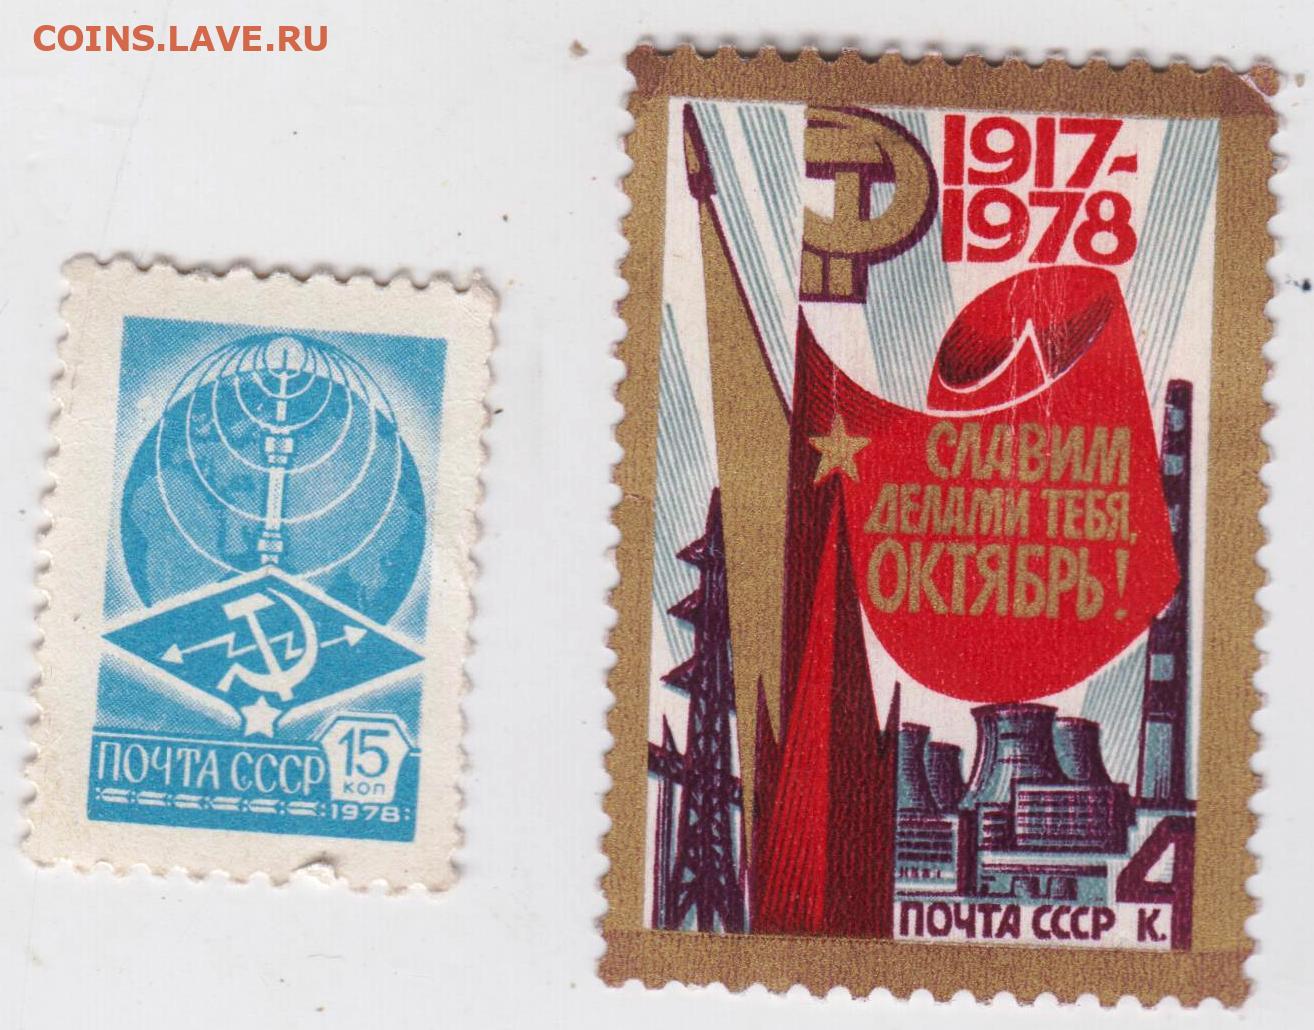 COINS.LAVE.RU
ПОЧТА СССР
15
КОП
1978
1917-
1978
СЛАВИМ
ДЕЛАМИ ТЕБЯ,
ОКТЯБРЬ!
4
ПОЧТА СССР К.